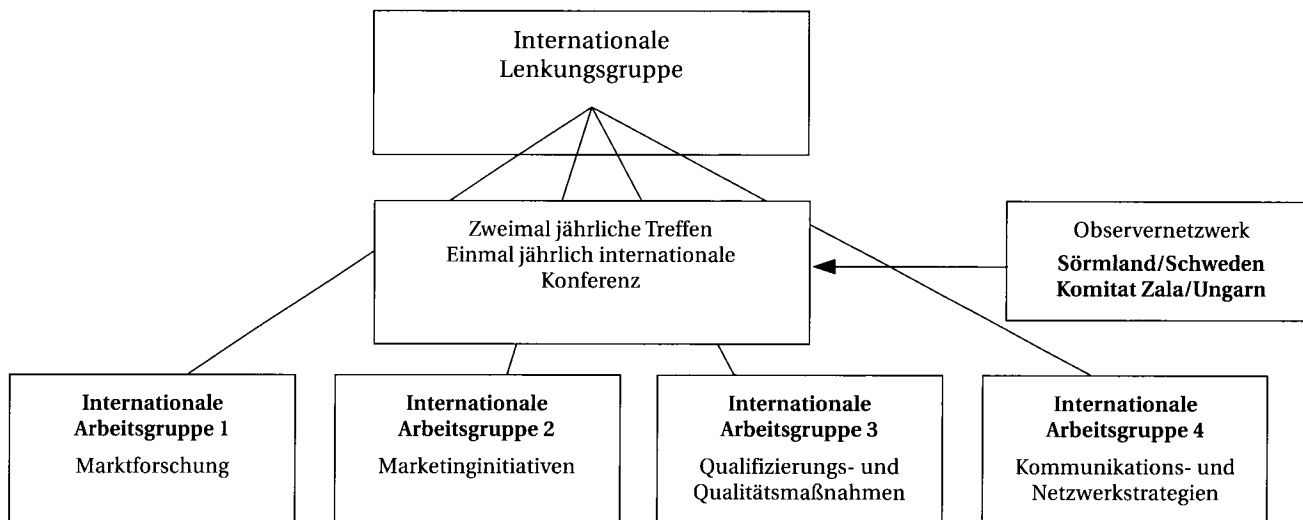 Internationale
Lenkungsgruppe
Zweimal jährliche Treffen
Einmal jährlich internationale
Konferenz
Observernetzwerk
Sörmland/Schweden
Komitat Zala/Ungarn
Internationale
Arbeitsgruppe 1
Marktforschung
Internationale
Arbeitsgruppe 2
Marketinginitiativen
Internationale
Arbeitsgruppe 3
Qualifizierungs- und
Qualitätsmaßnahmen
Internationale
Arbeitsgruppe 4
Kommunikations- und
Netzwerkstrategien